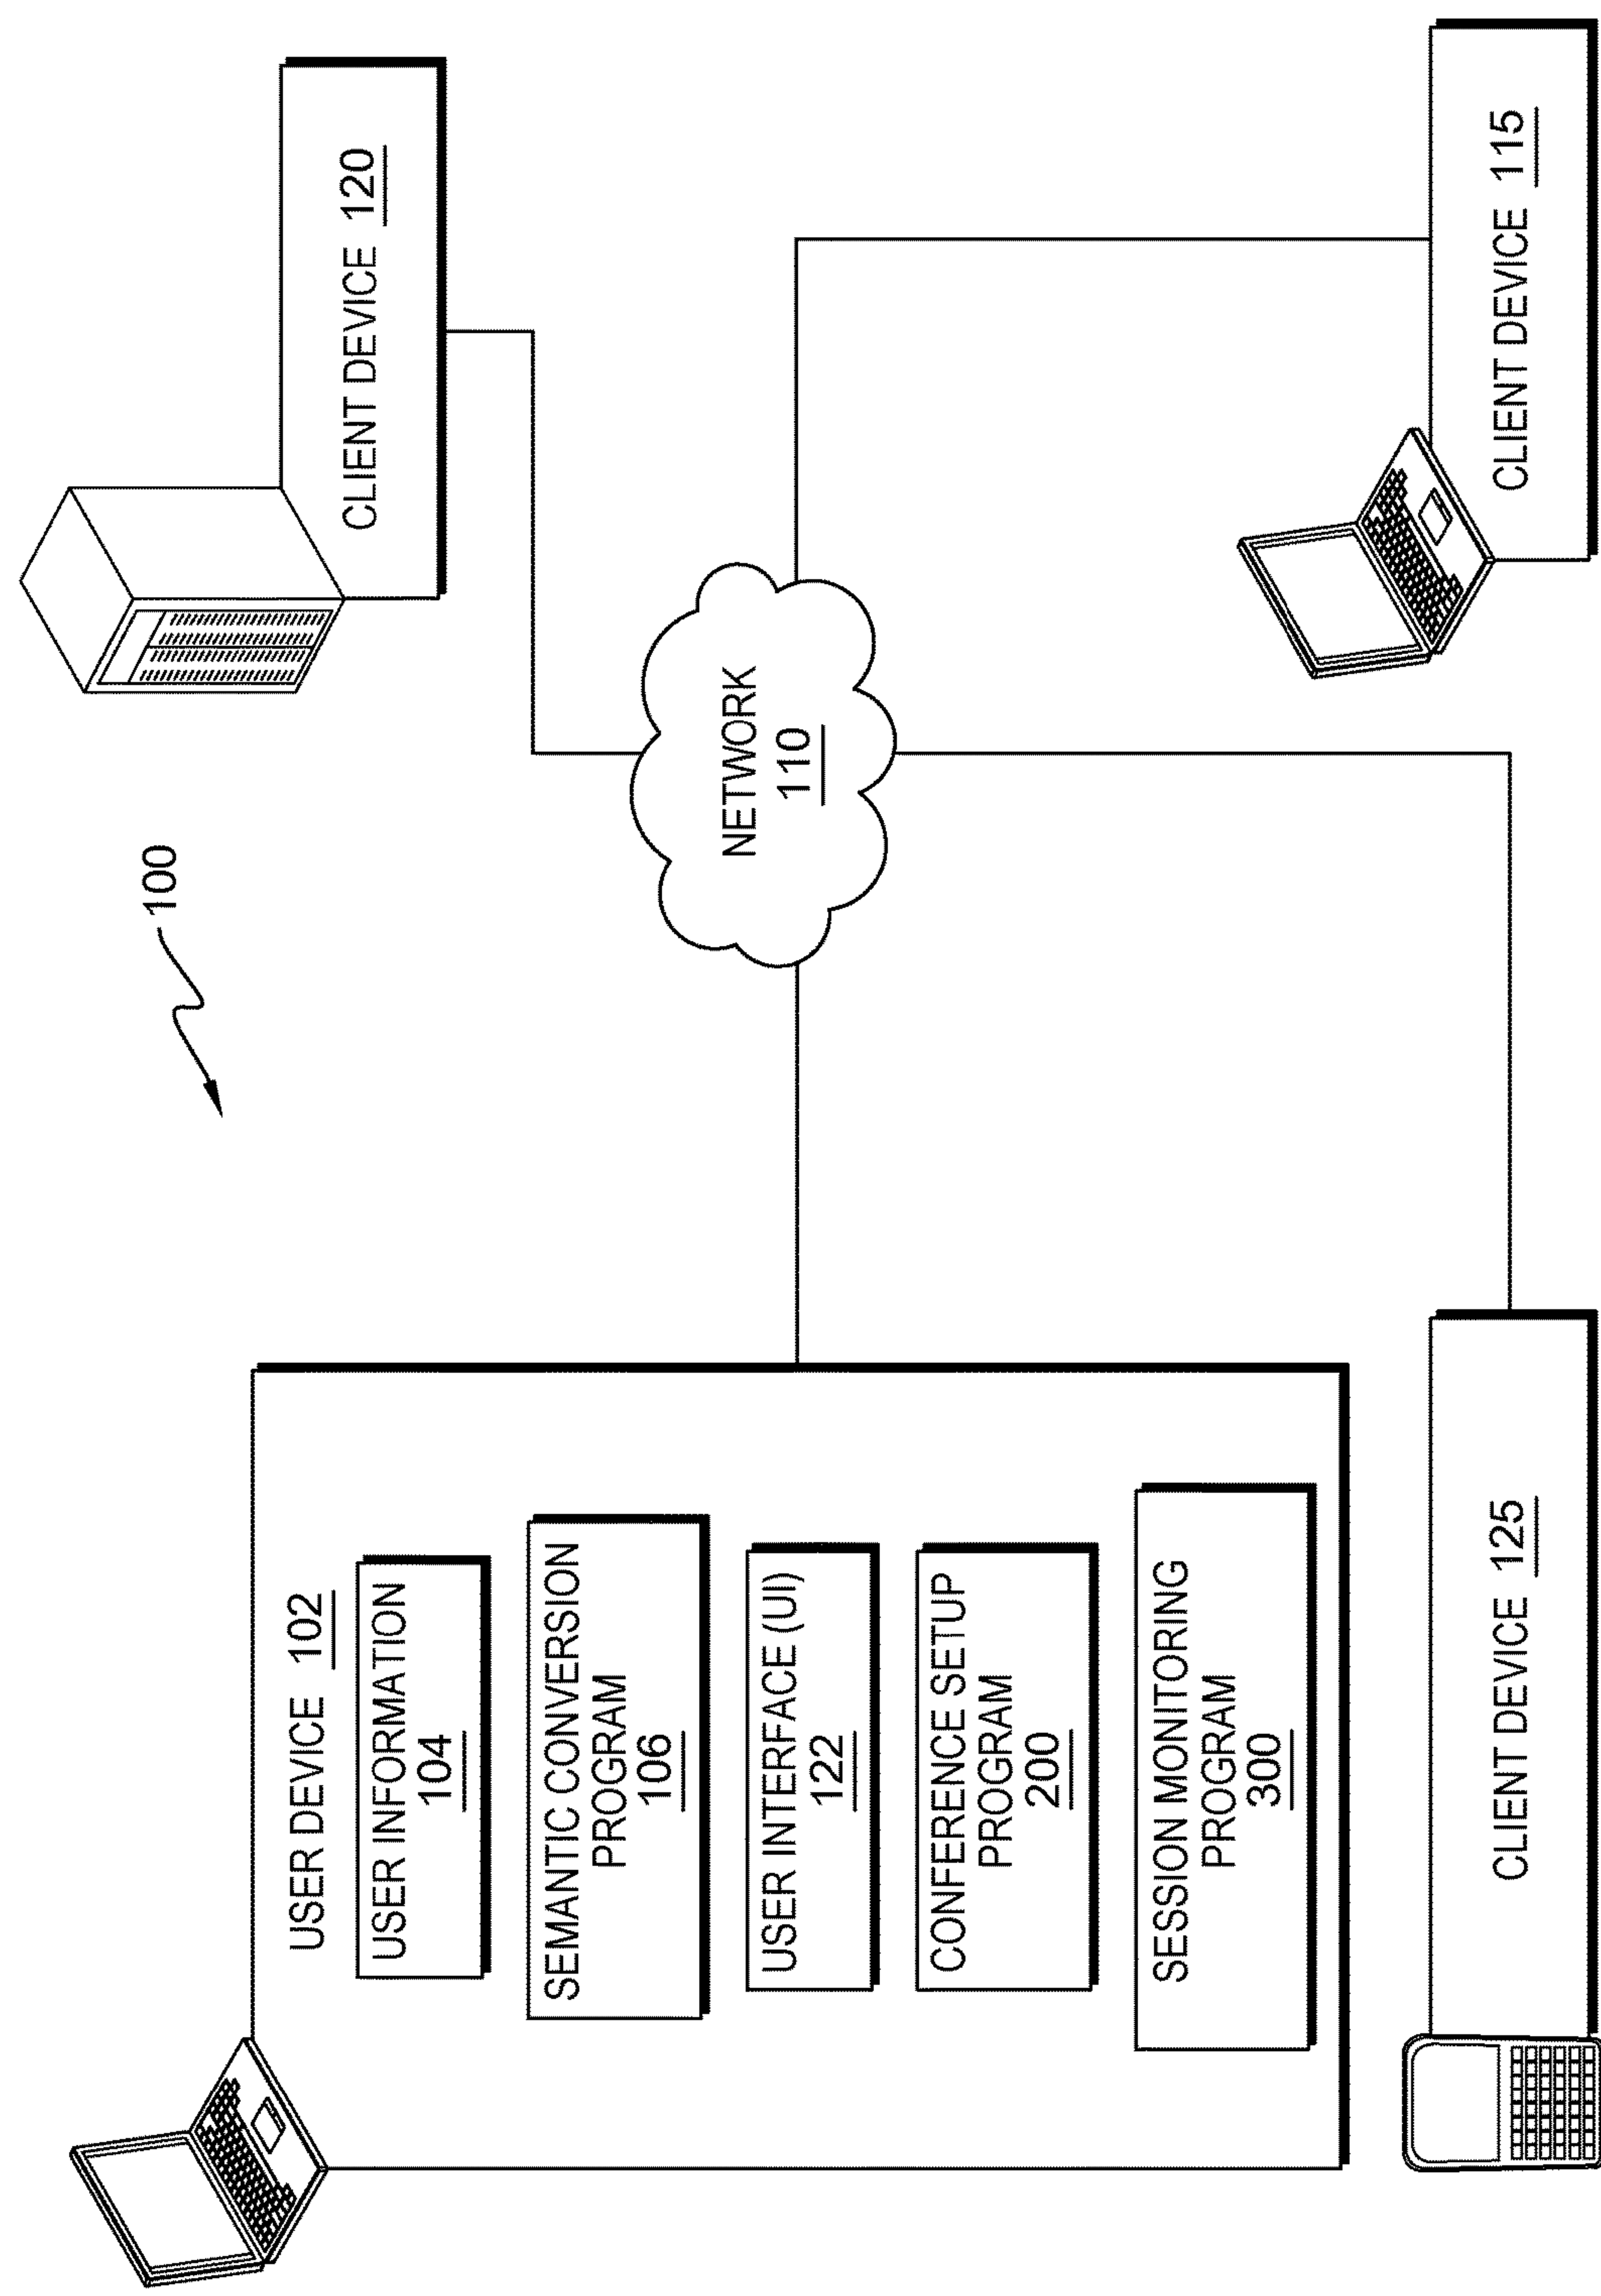 100
USER DEVICE 102
USER INFORMATION
104
SEMANTIC CONVERSION
PROGRAM
106
USER INTERFACE (UI)
122
CONFERENCE SETUP
PROGRAM
200
SESSION MONITORING
PROGRAM
300
NETWORK
110
CLIENT DEVICE 120
CLIENT DEVICE 125
CLIENT DEVICE 115